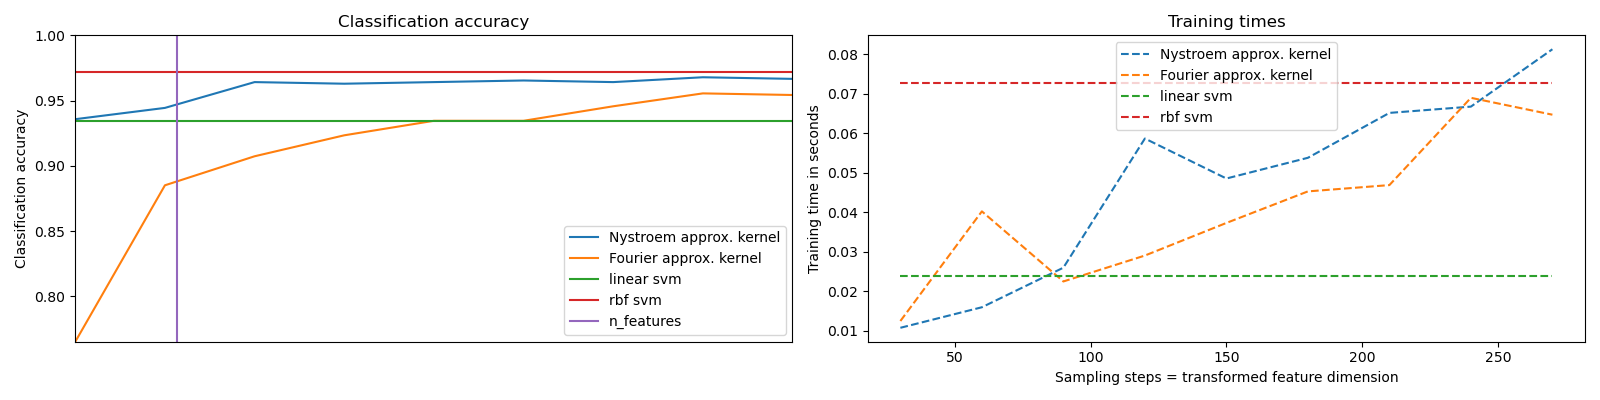 Classification accuracy
Classification accuracy
1.00
0.95
0.90
0.85
0.80
Nystroem approx. kernel
Fourier approx. kernel
linear svm
rbf svm
n_features
Training times
Training time in seconds
0.08
0.07
0.06
0.05
0.04
0.03
0.02
0.01
Nystroem approx. kernel
Fourier approx. kernel
linear svm
rbf svm
50 100 150 200 250
Sampling steps = transformed feature dimension